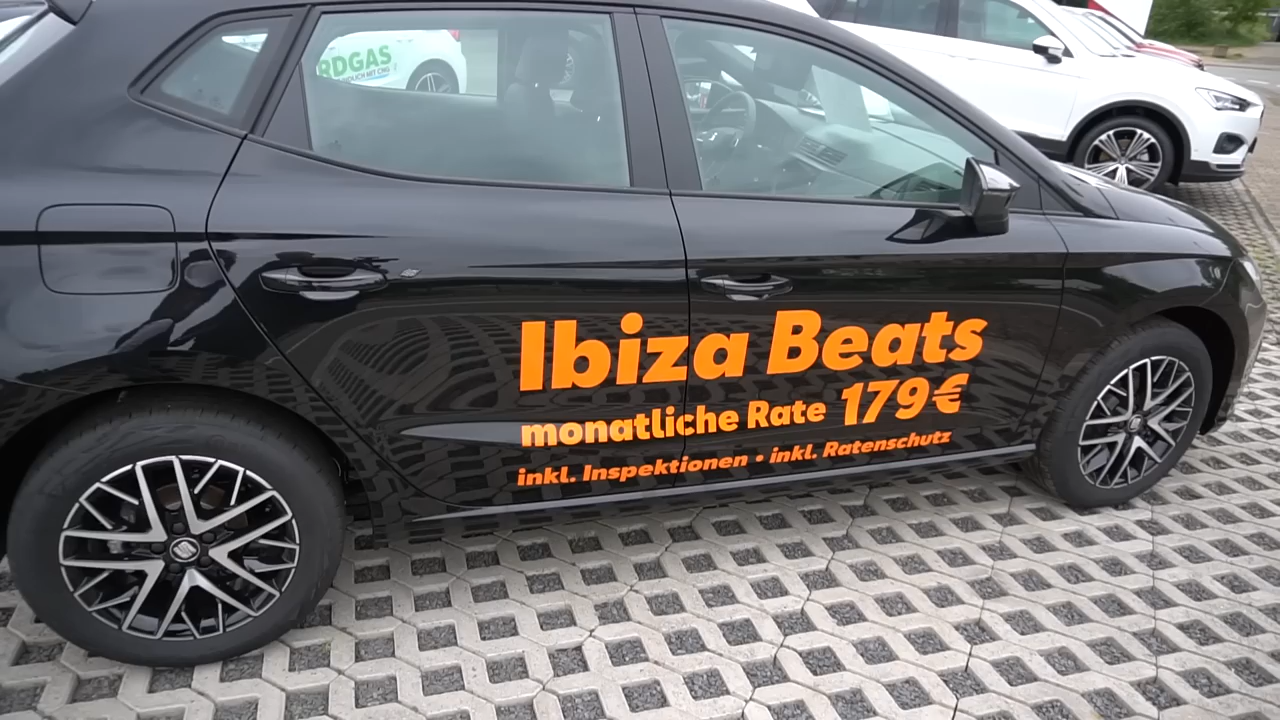 RDGAS
Ibiza Beats
monatliche Rate 179€
inkl. Inspektionen • inkl. Ratenschutz